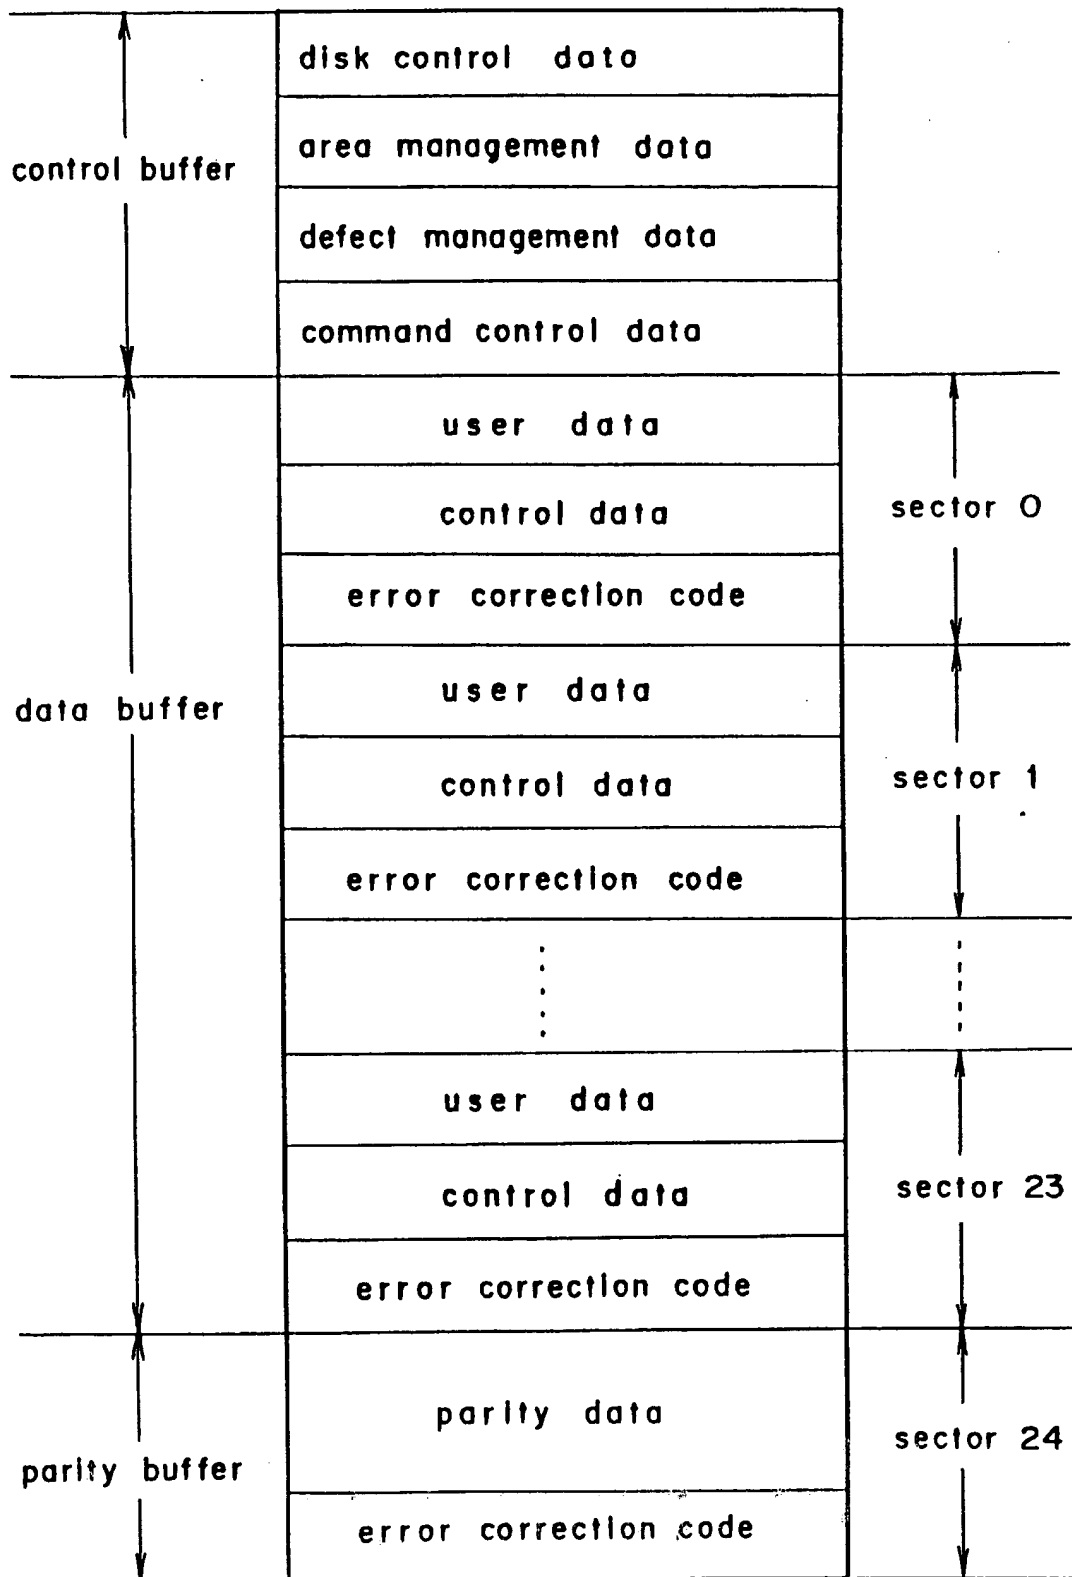 disk control data
area management data
control buffer
defect management data
command control data
user data
control data
sector 0
error correction code
user data
data buffer
control data
sector 1
error correction code
user data
control data
sector 23
error correction code
parity data
sector 24
parity buffer
error correction code